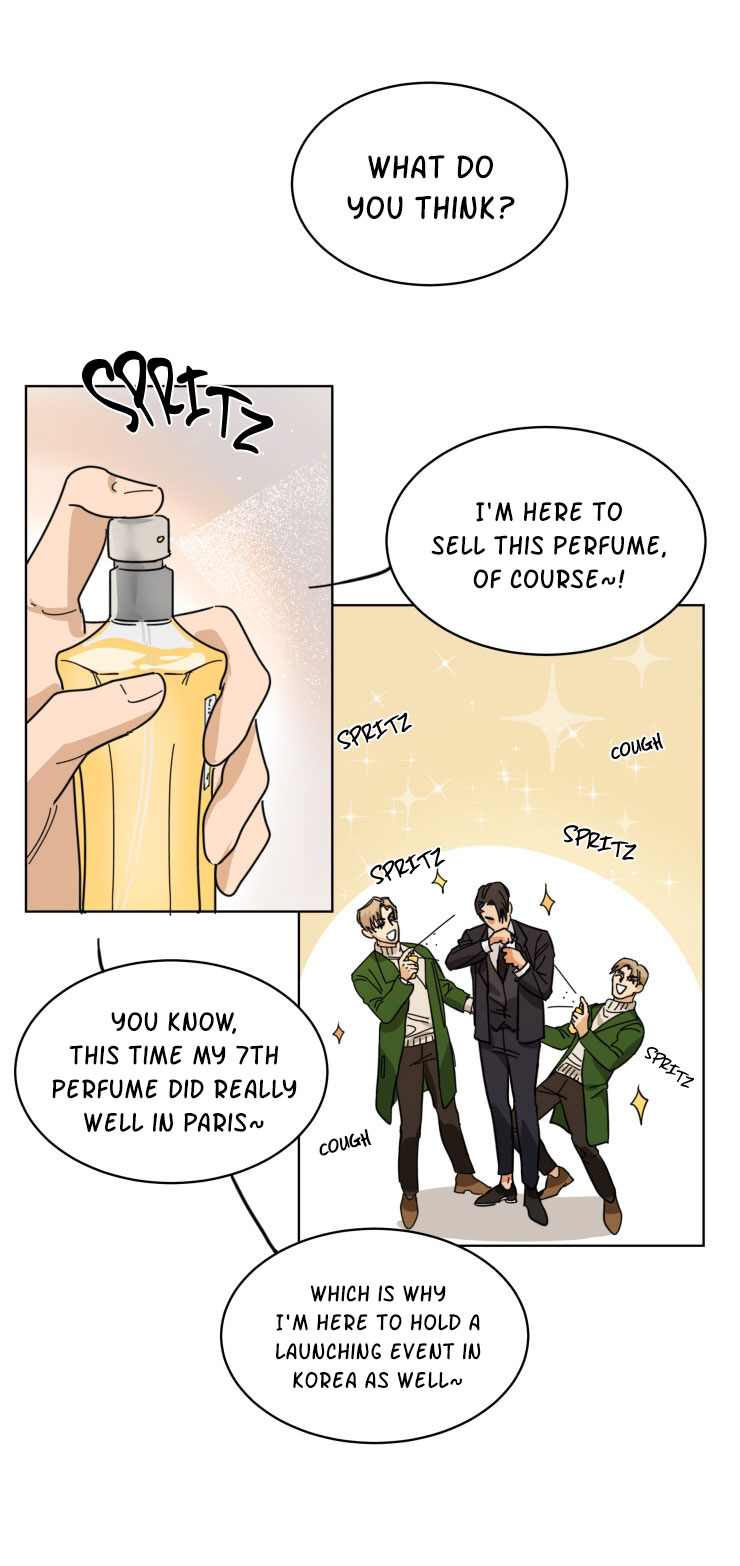 WHAT DO
YOU THINK?
SPRITZ
I'M HERE TO
SELL THIS PERFUME,
OF COURSE~!
SPRITZ
COUGH
SPRITZ
SPRITZ
YOU KNOW,
THIS TIME MY 7TH
PERFUME DID REALLY
WELL IN PARIS~
SPRITZ
COUGH
WHICH IS WHY
I'M HERE TO HOLD A
LAUNCHING EVENT IN
KOREA AS WELL~